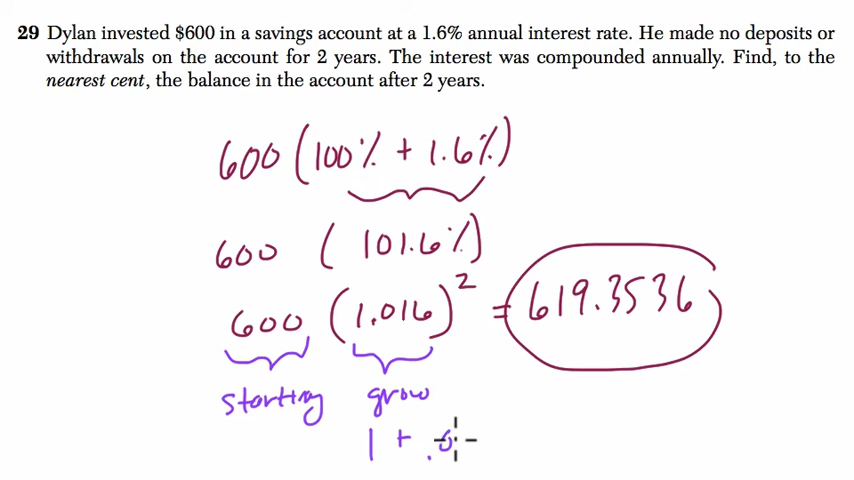 29 Dylan invested $600 in a savings account at a 1.6% annual interest rate. He made no deposits or
withdrawals on the account for 2 years. The interest was compounded annually. Find, to the
nearest cent, the balance in the account after 2 years.
600 (100% + 1.6%)
600 ( 101.6%)
600 (1.016)² = 619.3536
starting grow
1 + .